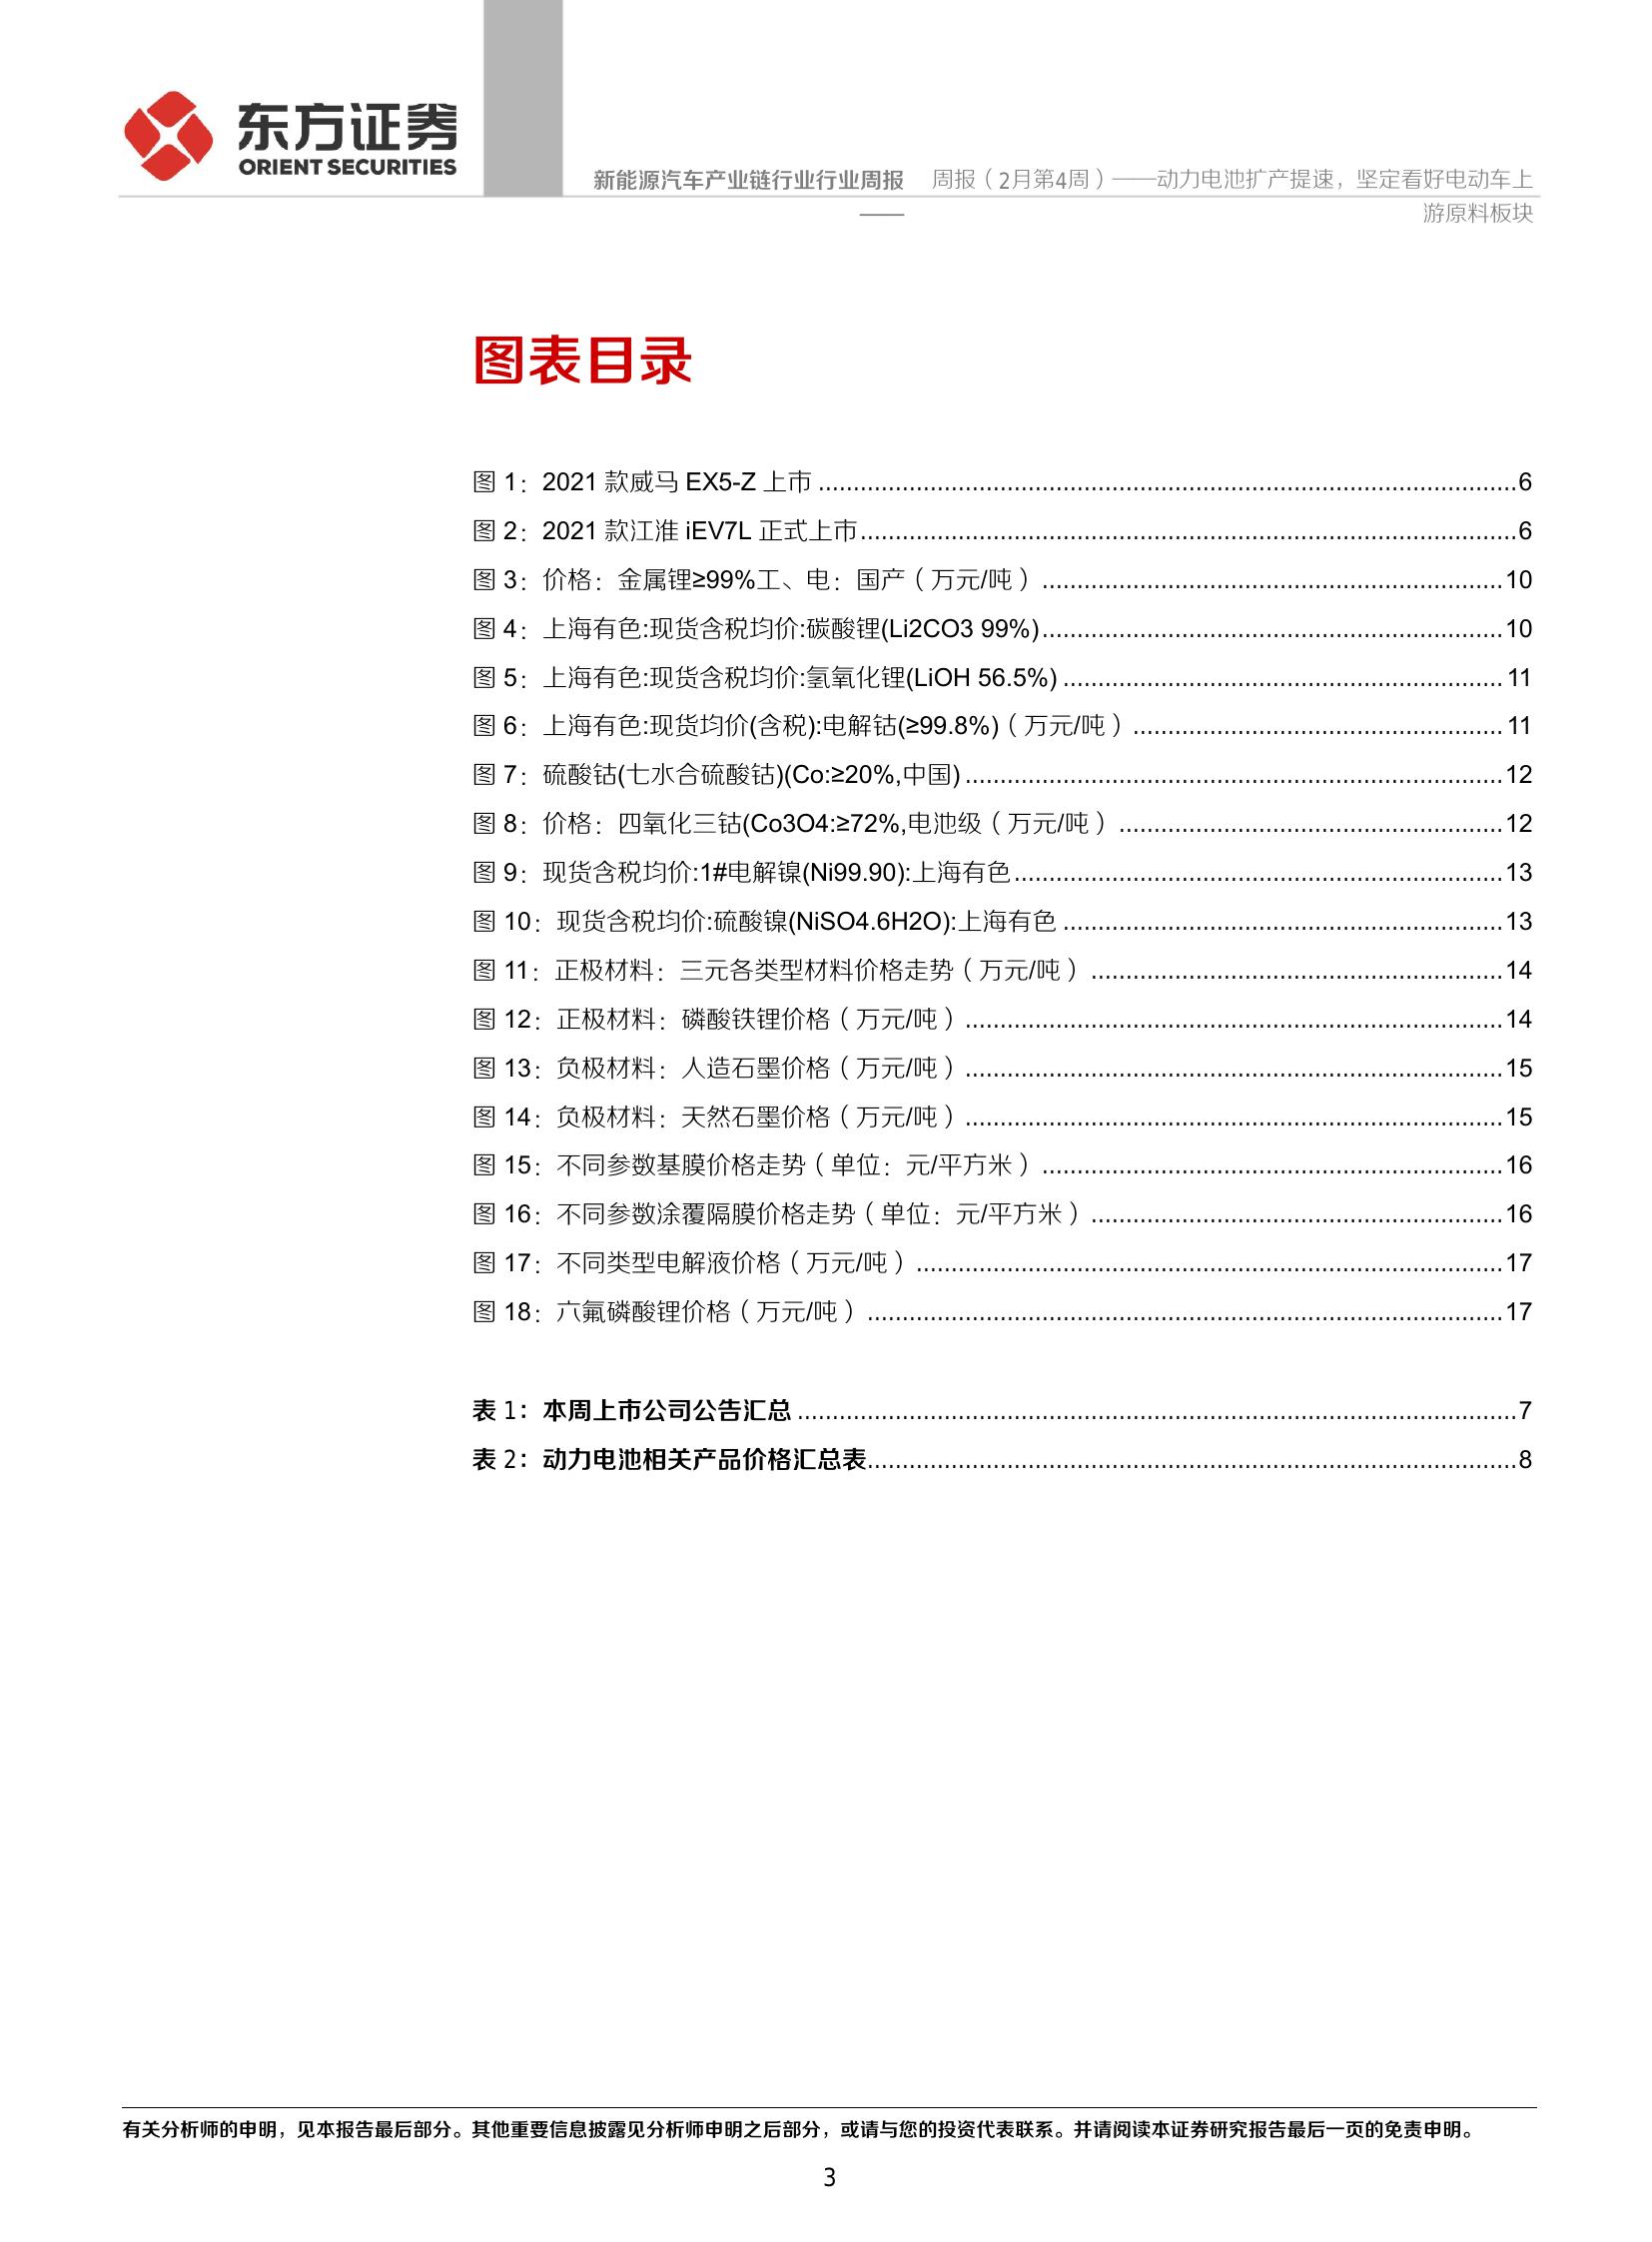 东方证券
ORIENT SECURITIES
新能源汽车产业链行业行业周报 周报（2月第4周）——动力电池扩产提速，坚定看好电动车上
——
游原料板块
图表目录
图 1：2021 款威马 EX5-Z 上市 ....................................................................................................6
图 2：2021 款江淮 iEV7L 正式上市..............................................................................................6
图 3：价格：金属锂≥99%工、电：国产（万元/吨） ..................................................................10
图 4：上海有色:现货含税均价:碳酸锂(Li2CO3 99%)..................................................................10
图 5：上海有色:现货含税均价:氢氧化锂(LiOH 56.5%) ............................................................... 11
图 6：上海有色:现货均价(含税):电解钴(≥99.8%)（万元/吨） ..................................................... 11
图 7：硫酸钴(七水合硫酸钴)(Co:≥20%,中国) .............................................................................12
图 8：价格：四氧化三钴(Co3O4:≥72%,电池级（万元/吨） .......................................................12
图 9：现货含税均价:1#电解镍(Ni99.90):上海有色......................................................................13
图 10：现货含税均价:硫酸镍(NiSO4.6H2O):上海有色 ...............................................................13
图 11：正极材料：三元各类型材料价格走势（万元/吨） ...........................................................14
图 12：正极材料：磷酸铁锂价格（万元/吨） .............................................................................14
图 13：负极材料：人造石墨价格（万元/吨） .............................................................................15
图 14：负极材料：天然石墨价格（万元/吨） .............................................................................15
图 15：不同参数基膜价格走势（单位：元/平方米） ..................................................................16
图 16：不同参数涂覆隔膜价格走势（单位：元/平方米） ...........................................................16
图 17：不同类型电解液价格（万元/吨） ....................................................................................17
图 18：六氟磷酸锂价格（万元/吨） ...........................................................................................17
表 1：本周上市公司公告汇总 .......................................................................................................7
表 2：动力电池相关产品价格汇总表.............................................................................................8
有关分析师的申明，见本报告最后部分。其他重要信息披露见分析师申明之后部分，或请与您的投资代表联系。并请阅读本证券研究报告最后一页的免责申明。
3